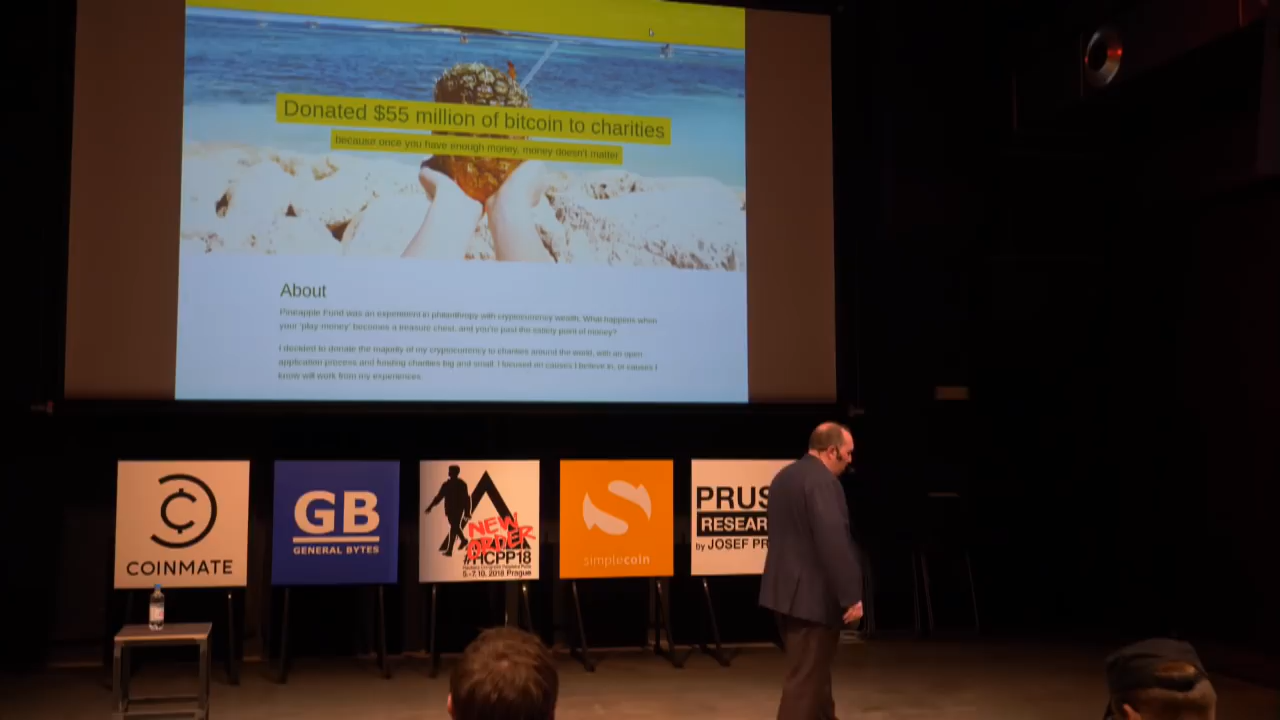 Donated $55 million of bitcoin to charities
because once you have enough money, money doesn't matter
About
Pineapple Fund was an experiment in philanthropy with cryptocurrency wealth. What happens when
your 'play money' becomes a treasure chest, and you're past the safety point of money?
I decided to donate the majority of my cryptocurrency to charities around the world, with an open
application process and funding charities big and small. I focused on causes I believe in, or causes I
know will work from my experiences.
COINMATE
GB
GENERAL BYTES
NEW
ORDER
#HCPP18
5.-7.10. 2018 Prague
simplecoin
PRUS
RESEAR
by JOSEF PR